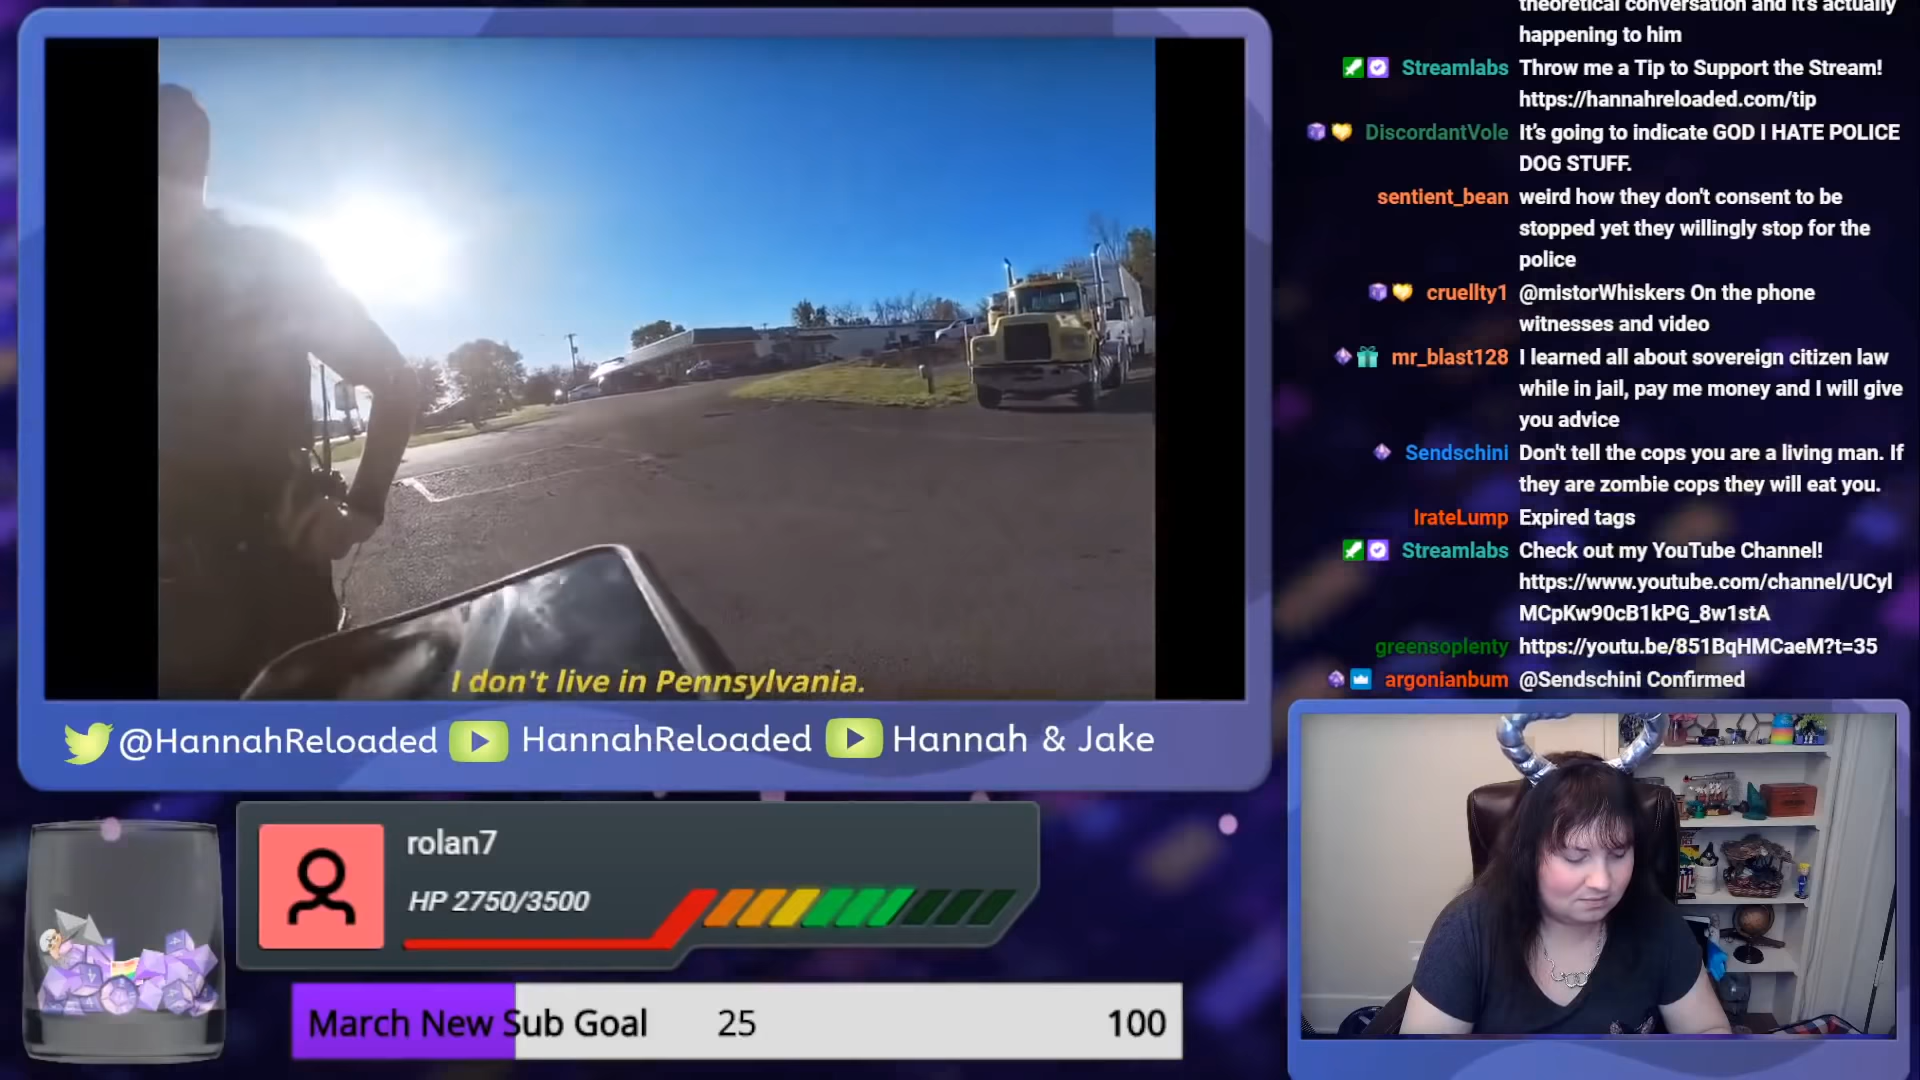 I don't live in Pennsylvania.
@HannahReloaded HannahReloaded Hannah & Jake
rolan7
HP 2750/3500
March New Sub Goal 25 100
theoretical conversation and it's actually
happening to him
Streamlabs Throw me a Tip to Support the Stream!
https://hannahreloaded.com/tip
DiscordantVole It's going to indicate GOD I HATE POLICE
DOG STUFF.
sentient_bean weird how they don't consent to be
stopped yet they willingly stop for the
police
cruellty1 @mistorWhiskers On the phone
witnesses and video
mr_blast128 I learned all about sovereign citizen law
while in jail, pay me money and I will give
you advice
Sendschini Don't tell the cops you are a living man. If
they are zombie cops they will eat you.
IrateLump Expired tags
Streamlabs Check out my YouTube Channel!
https://www.youtube.com/channel/UCyl
MCpKw90cB1kPG_8w1stA
greensoplenty https://youtu.be/851BqHMCaeM?t=35
argonianbum @Sendschini Confirmed